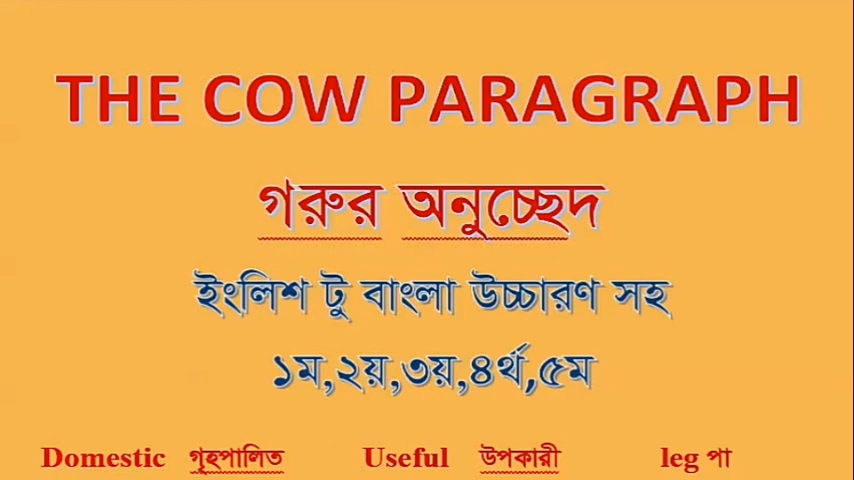 THE COW PARAGRAPH
গরুর অনুচ্ছেদ
ইংলিশ টু বাংলা উচ্চারণ সহ
১ম,২য়,৩য়,৪র্থ,৫ম
Domestic গৃহপালিত Useful উপকারী leg পা